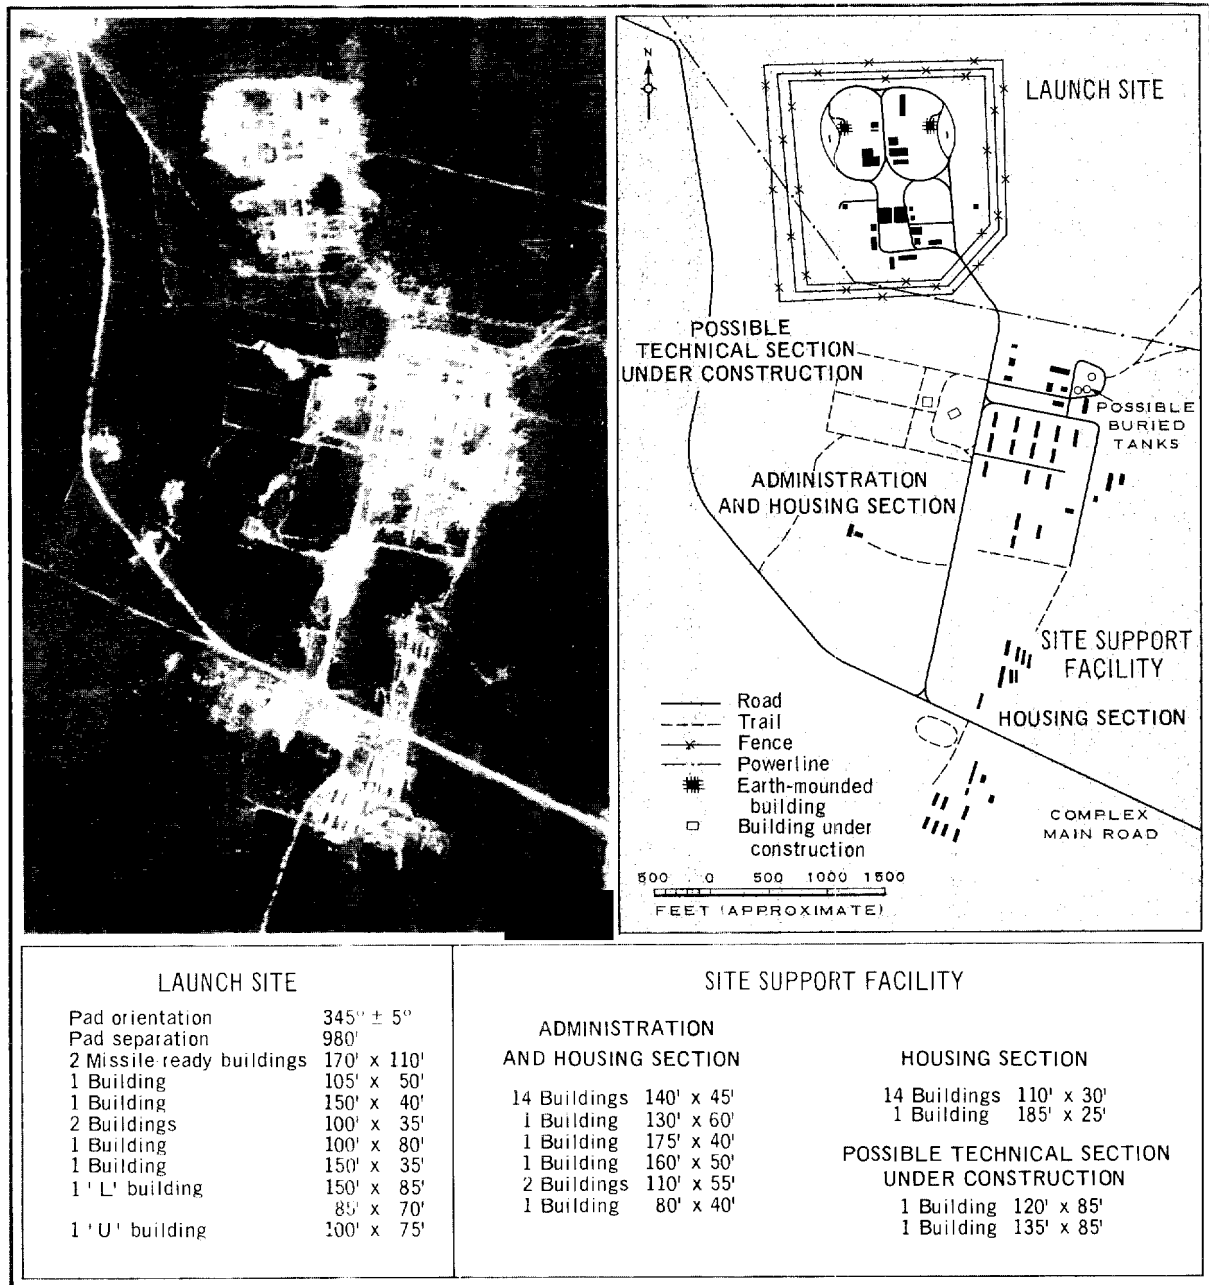 N
LAUNCH SITE
POSSIBLE
TECHNICAL SECTION
UNDER CONSTRUCTION
POSSIBLE
BURIED
TANKS
ADMINISTRATION
AND HOUSING SECTION
SITE SUPPORT
FACILITY
HOUSING SECTION
Road
Trail
Fence
Powerline
Earth-mounded
building
Building under
construction
COMPLEX
MAIN ROAD
500 0 500 1000 1500
FEET (APPROXIMATE)
LAUNCH SITE
Pad orientation 345° ± 5°
Pad separation 980'
2 Missile-ready buildings 170' x 110'
1 Building 105' x 50'
1 Building 150' x 40'
2 Buildings 100' x 35'
1 Building 100' x 80'
1 Building 150' x 35'
1 'L' building 150' x 85'
85' x 70'
1 'U' building 100' x 75'
SITE SUPPORT FACILITY
ADMINISTRATION
AND HOUSING SECTION
14 Buildings 140' x 45'
1 Building 130' x 60'
1 Building 175' x 40'
1 Building 160' x 50'
2 Buildings 110' x 55'
1 Building 80' x 40'
HOUSING SECTION
14 Buildings 110' x 30'
1 Building 185' x 25'
POSSIBLE TECHNICAL SECTION
UNDER CONSTRUCTION
1 Building 120' x 85'
1 Building 135' x 85'